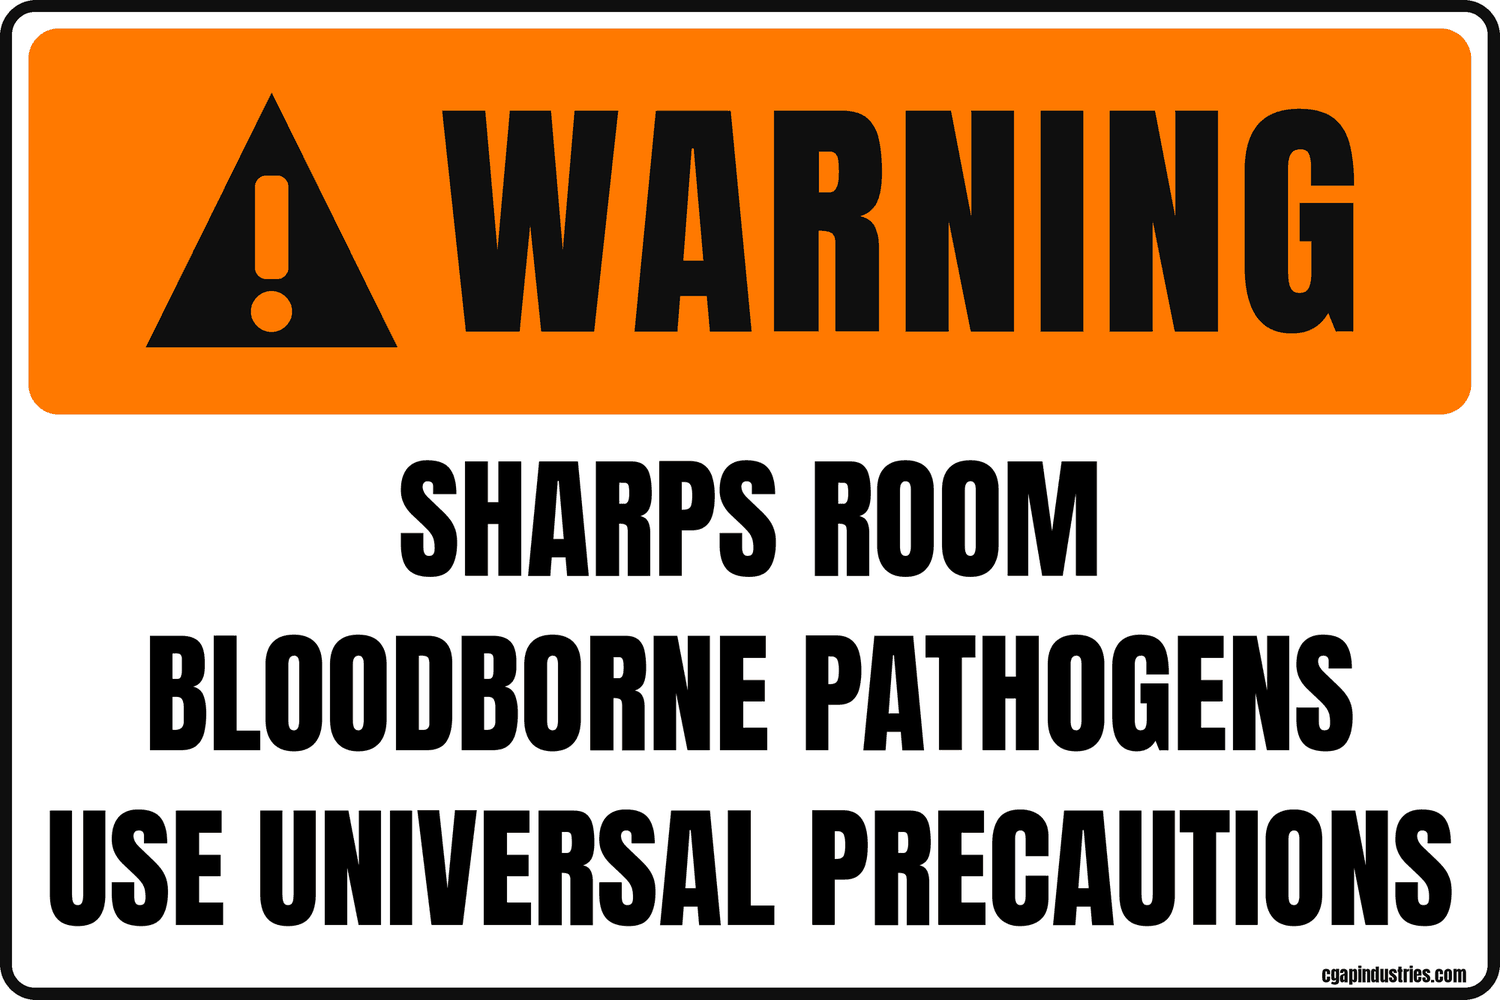 WARNING
SHARPS ROOM
BLOODBORNE PATHOGENS
USE UNIVERSAL PRECAUTIONS
cgapindustries.com